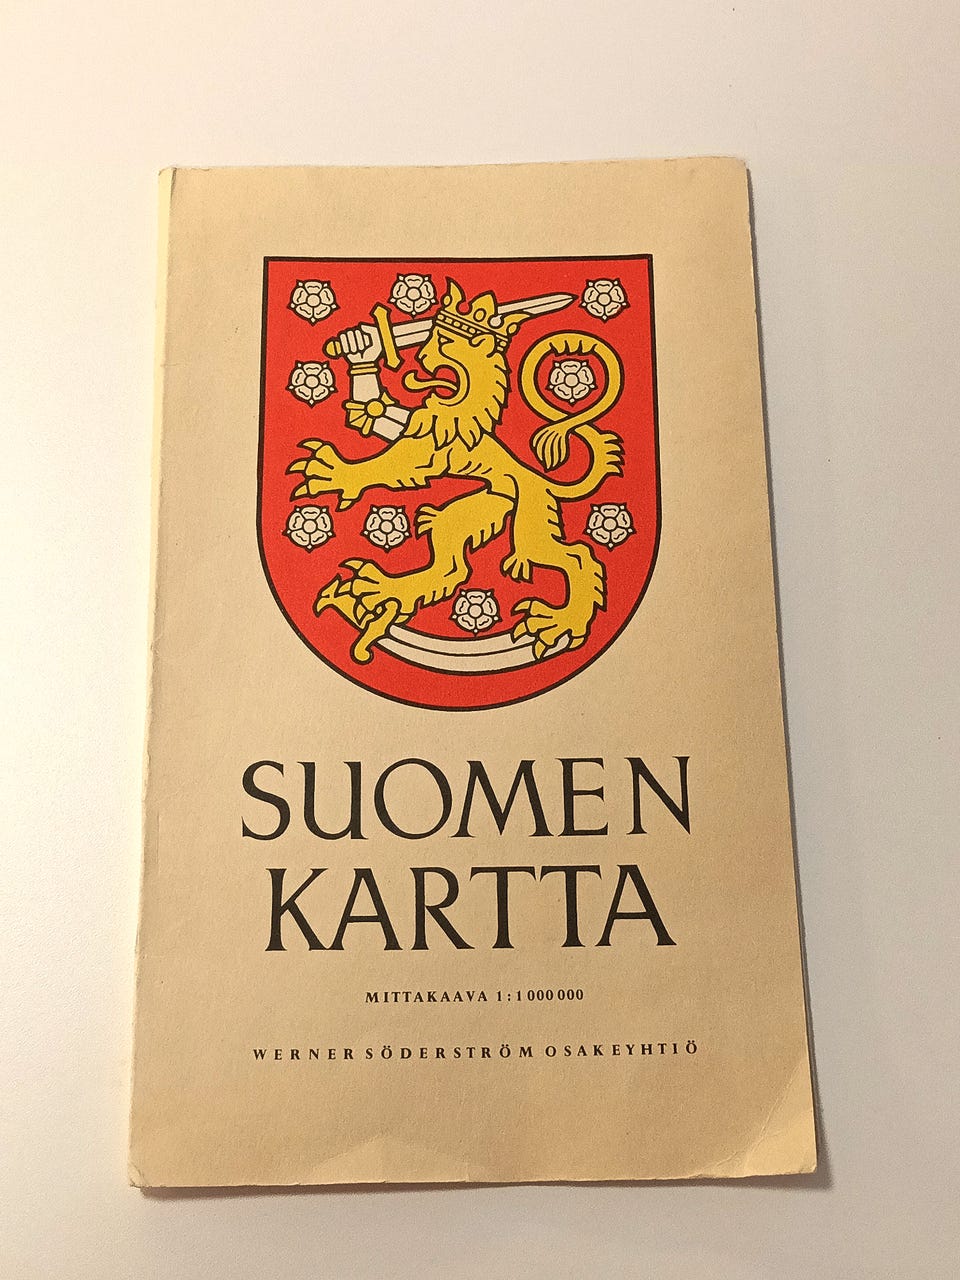 SUOMEN
KARTTA
MITTAKAAVA 1:1 000 000
WERNER SÖDERSTRÖM OSAKEYHTIÖ